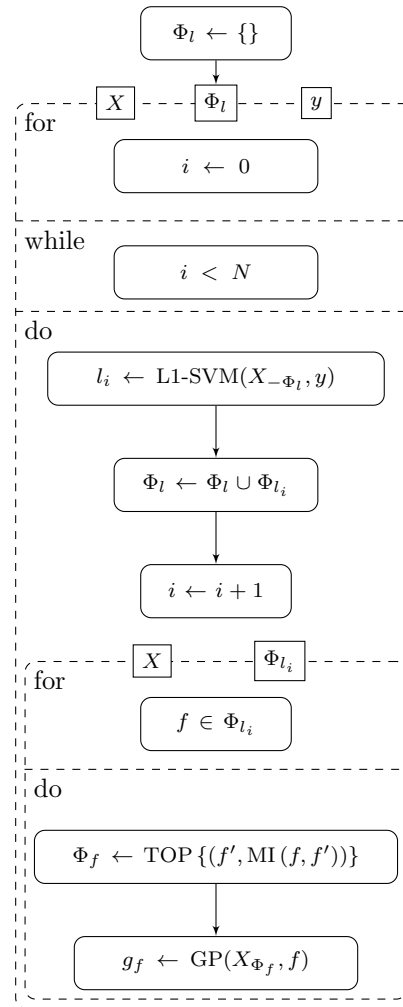 Φ_l ← {}
X Φ_l y
for
i ← 0
while
i < N
do
l_i ← L1-SVM(X_{−Φ_l}, y)
Φ_l ← Φ_l ∪ Φ_{l_i}
i ← i + 1
X Φ_{l_i}
for
f ∈ Φ_{l_i}
do
Φ_f ← TOP {(f′, MI (f, f′))}
g_f ← GP(X_{Φ_f}, f)